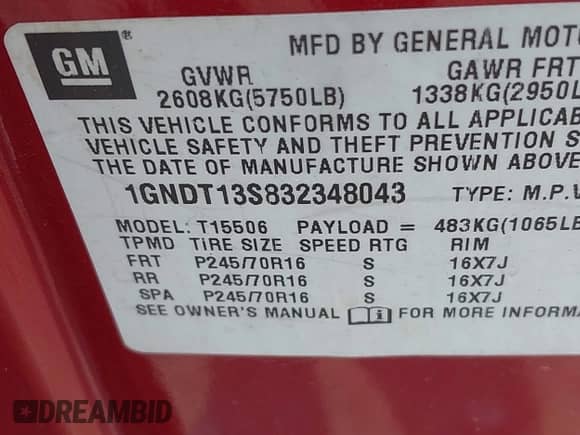 GM®
MFD BY GENERAL MOTO
GVWR GAWR FRT
2608KG(5750LB) 1338KG(2950L
THIS VEHICLE CONFORMS TO ALL APPLICAB
VEHICLE SAFETY AND THEFT PREVENTION S
THE DATE OF MANUFACTURE SHOWN ABOVE
1GNDT13S832348043 TYPE: M.P.V
MODEL: T15506 PAYLOAD = 483KG(1065LB
TPMD TIRE SIZE SPEED RTG RIM
FRT P245/70R16 S 16X7J
RR P245/70R16 S 16X7J
SPA P245/70R16 S 16X7J
SEE OWNER'S MANUAL FOR MORE INFORMA
DREAMBID